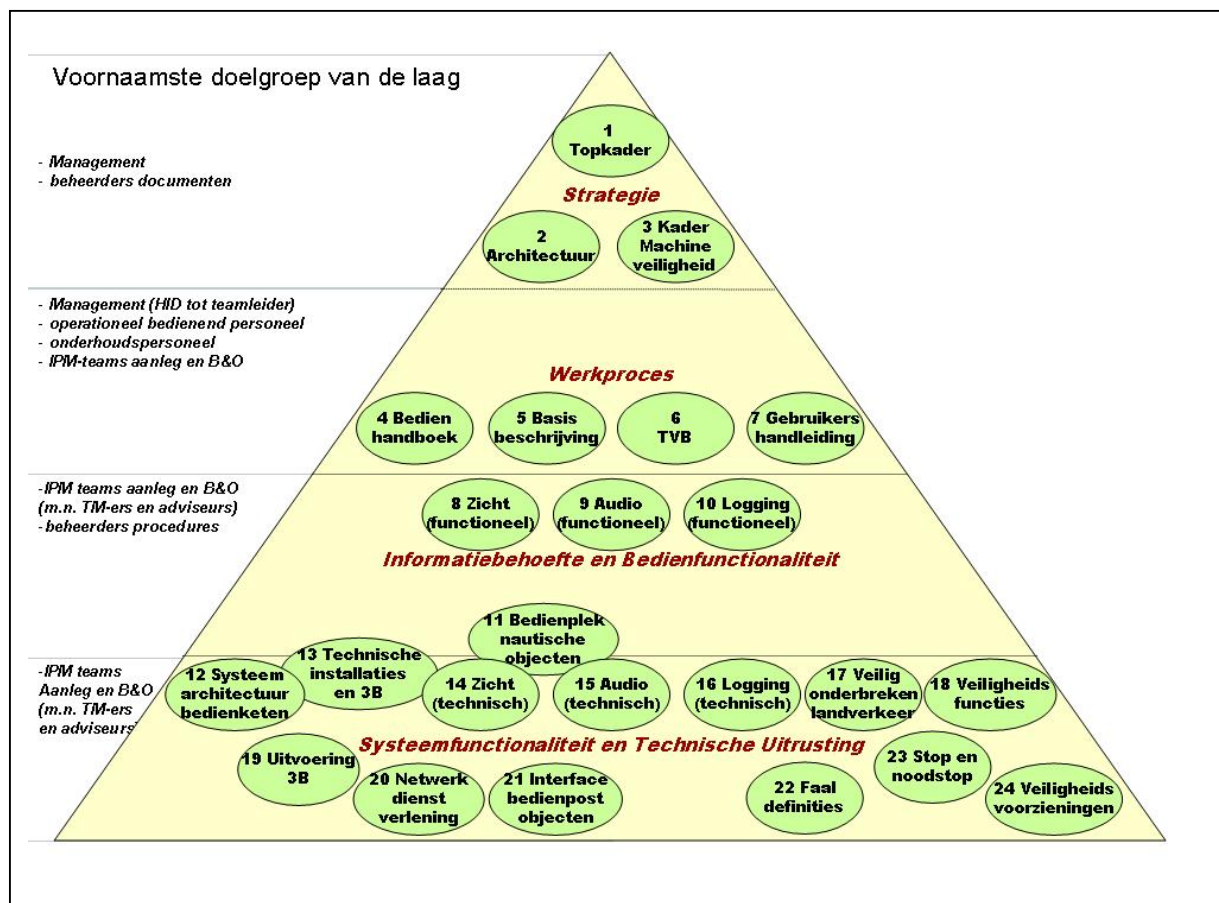 Voornaamste doelgroep van de laag
1
Topkader
- Management
- beheerders documenten
Strategie
2
Architectuur
3 Kader
Machine
veiligheid
- Management (HID tot teamleider)
- operationeel bedienend personeel
- onderhoudspersoneel
- IPM-teams aanleg en B&O
Werkproces
4 Bedien
handboek
5 Basis
beschrijving
6
TVB
7 Gebruikers
handleiding
-IPM teams aanleg en B&O
(m.n. TM-ers en adviseurs)
- beheerders procedures
8 Zicht
(functioneel)
9 Audio
(functioneel)
10 Logging
(functioneel)
Informatiebehoefte en Bedienfunctionaliteit
11 Bedienplek
nautische
objecten
-IPM teams
Aanleg en B&O
(m.n. TM-ers
en adviseurs)
12 Systeem
architectuur
bedienketen
13 Technische
installaties
en 3B
14 Zicht
(technisch)
15 Audio
(technisch)
16 Logging
(technisch)
17 Veilig
onderbreken
landverkeer
18 Veiligheids
functies
Systeemfunctionaliteit en Technische Uitrusting
19 Uitvoering
3B
20 Netwerk
dienst
verlening
21 Interface
bedienpost
objecten
22 Faal
definities
23 Stop en
noodstop
24 Veiligheids
voorzieningen